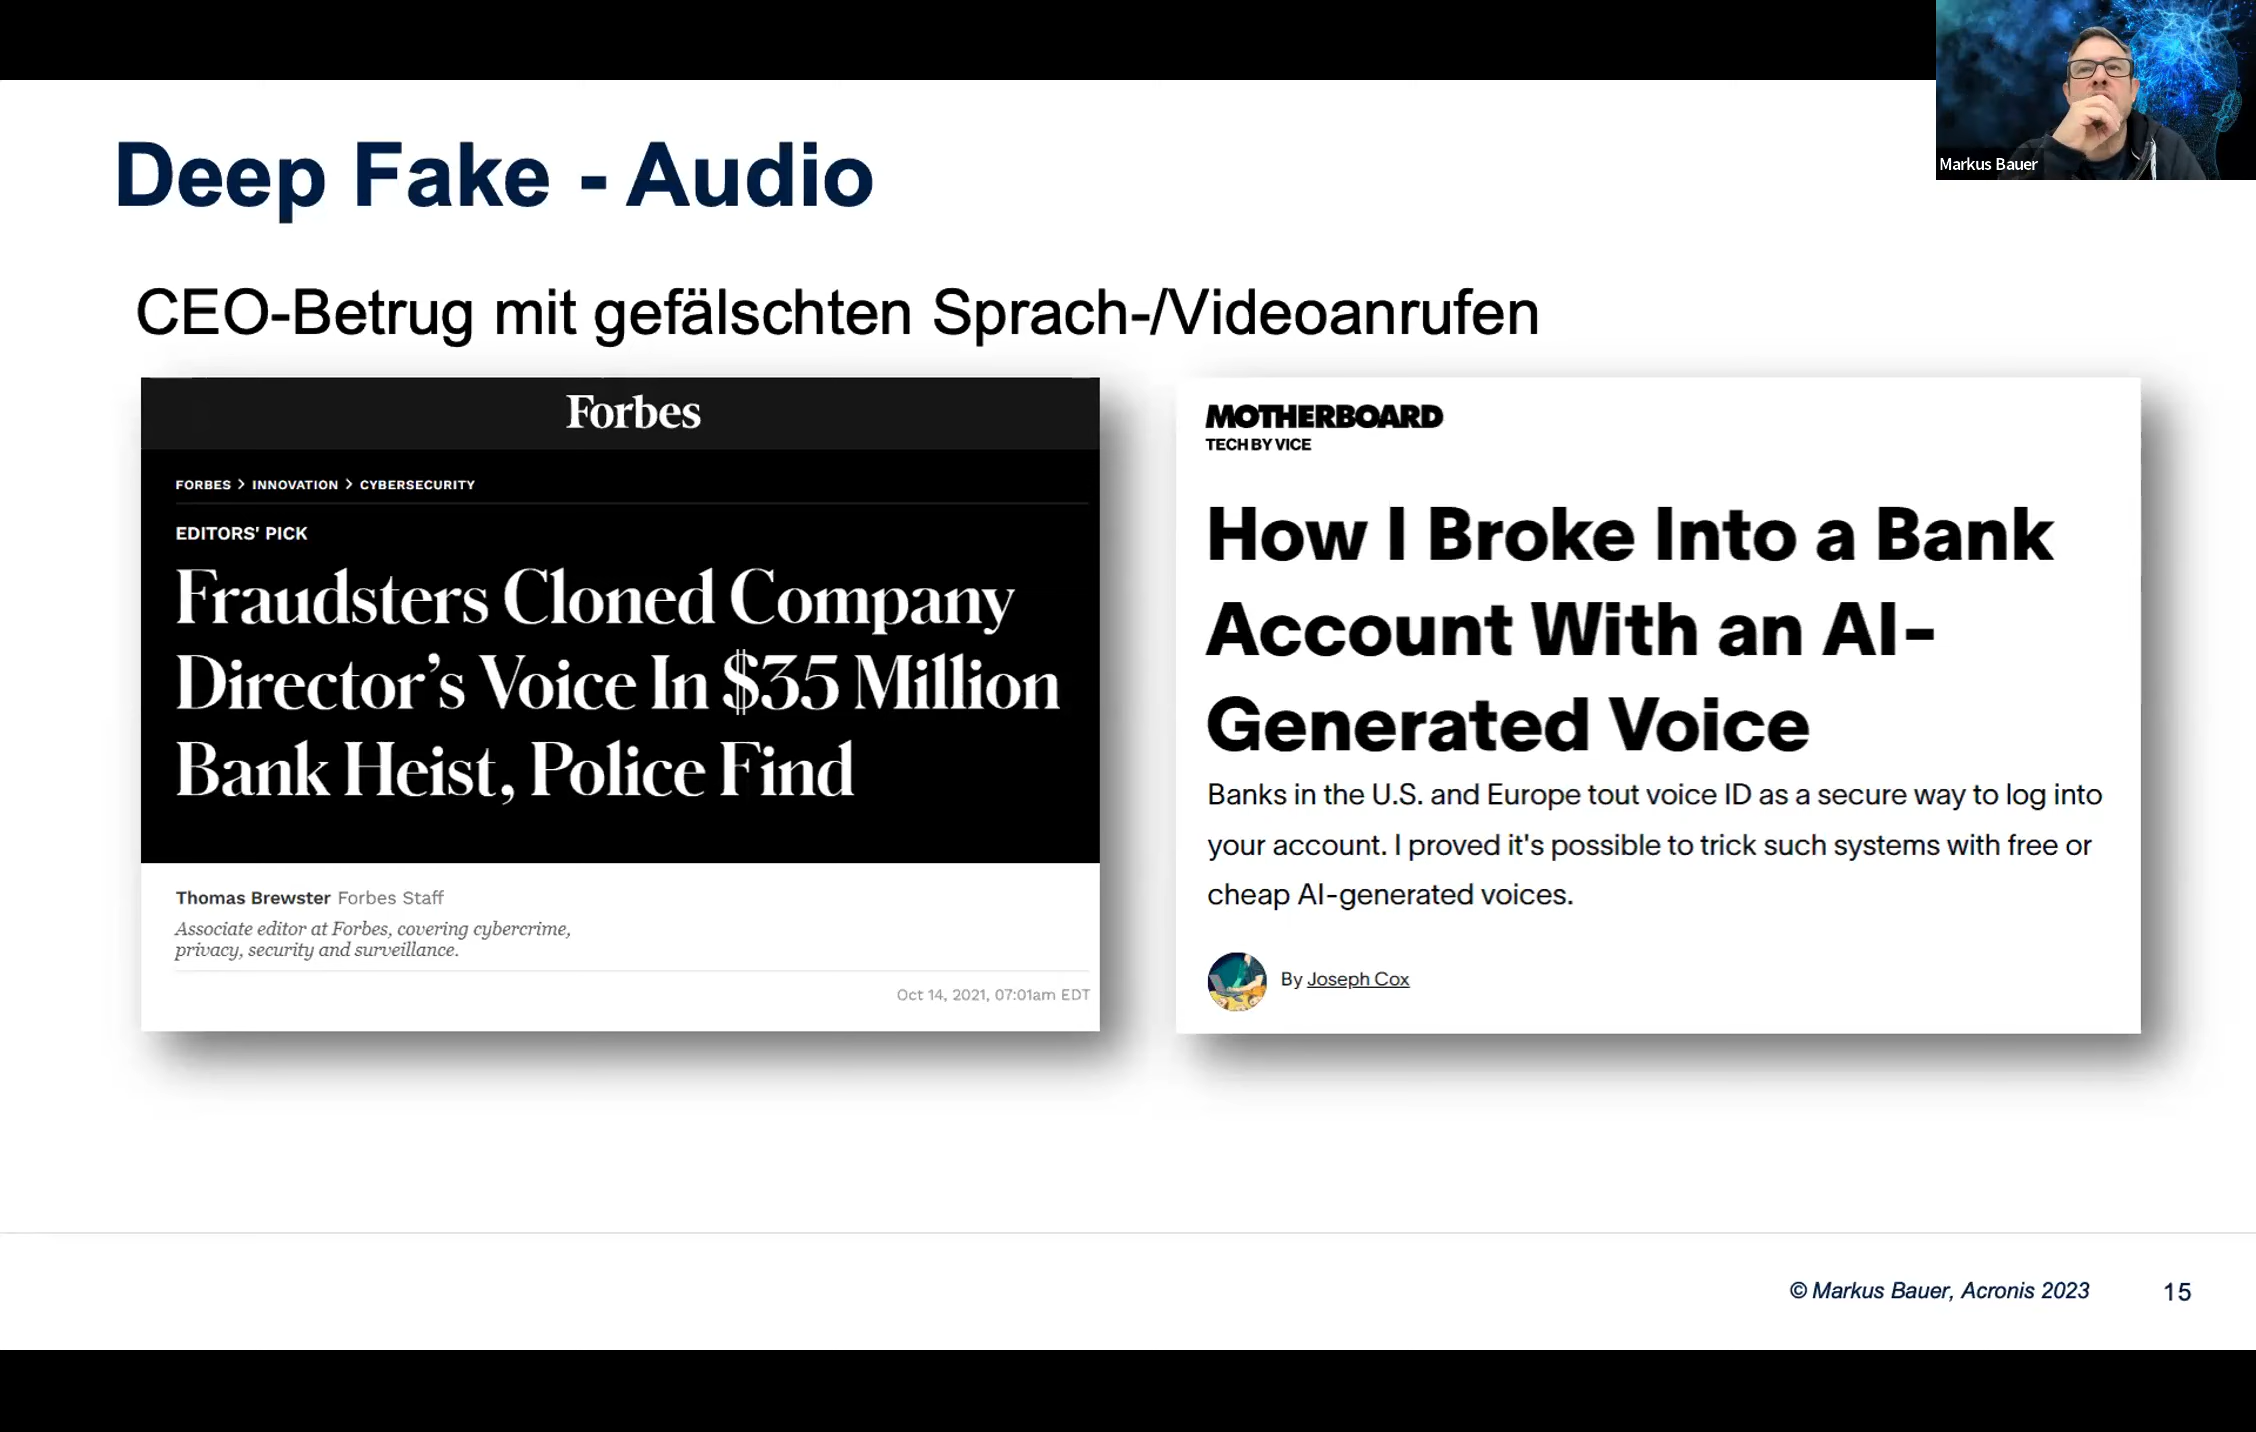 Markus Bauer
Deep Fake - Audio
CEO-Betrug mit gefälschten Sprach-/Videoanrufen
Forbes
FORBES > INNOVATION > CYBERSECURITY
EDITORS' PICK
Fraudsters Cloned Company
Director’s Voice In $35 Million
Bank Heist, Police Find
Thomas Brewster Forbes Staff
Associate editor at Forbes, covering cybercrime,
privacy, security and surveillance.
Oct 14, 2021, 07:01am EDT
MOTHERBOARD
TECH BY VICE
How I Broke Into a Bank
Account With an AI-
Generated Voice
Banks in the U.S. and Europe tout voice ID as a secure way to log into
your account. I proved it's possible to trick such systems with free or
cheap AI-generated voices.
By Joseph Cox
© Markus Bauer, Acronis 2023
15